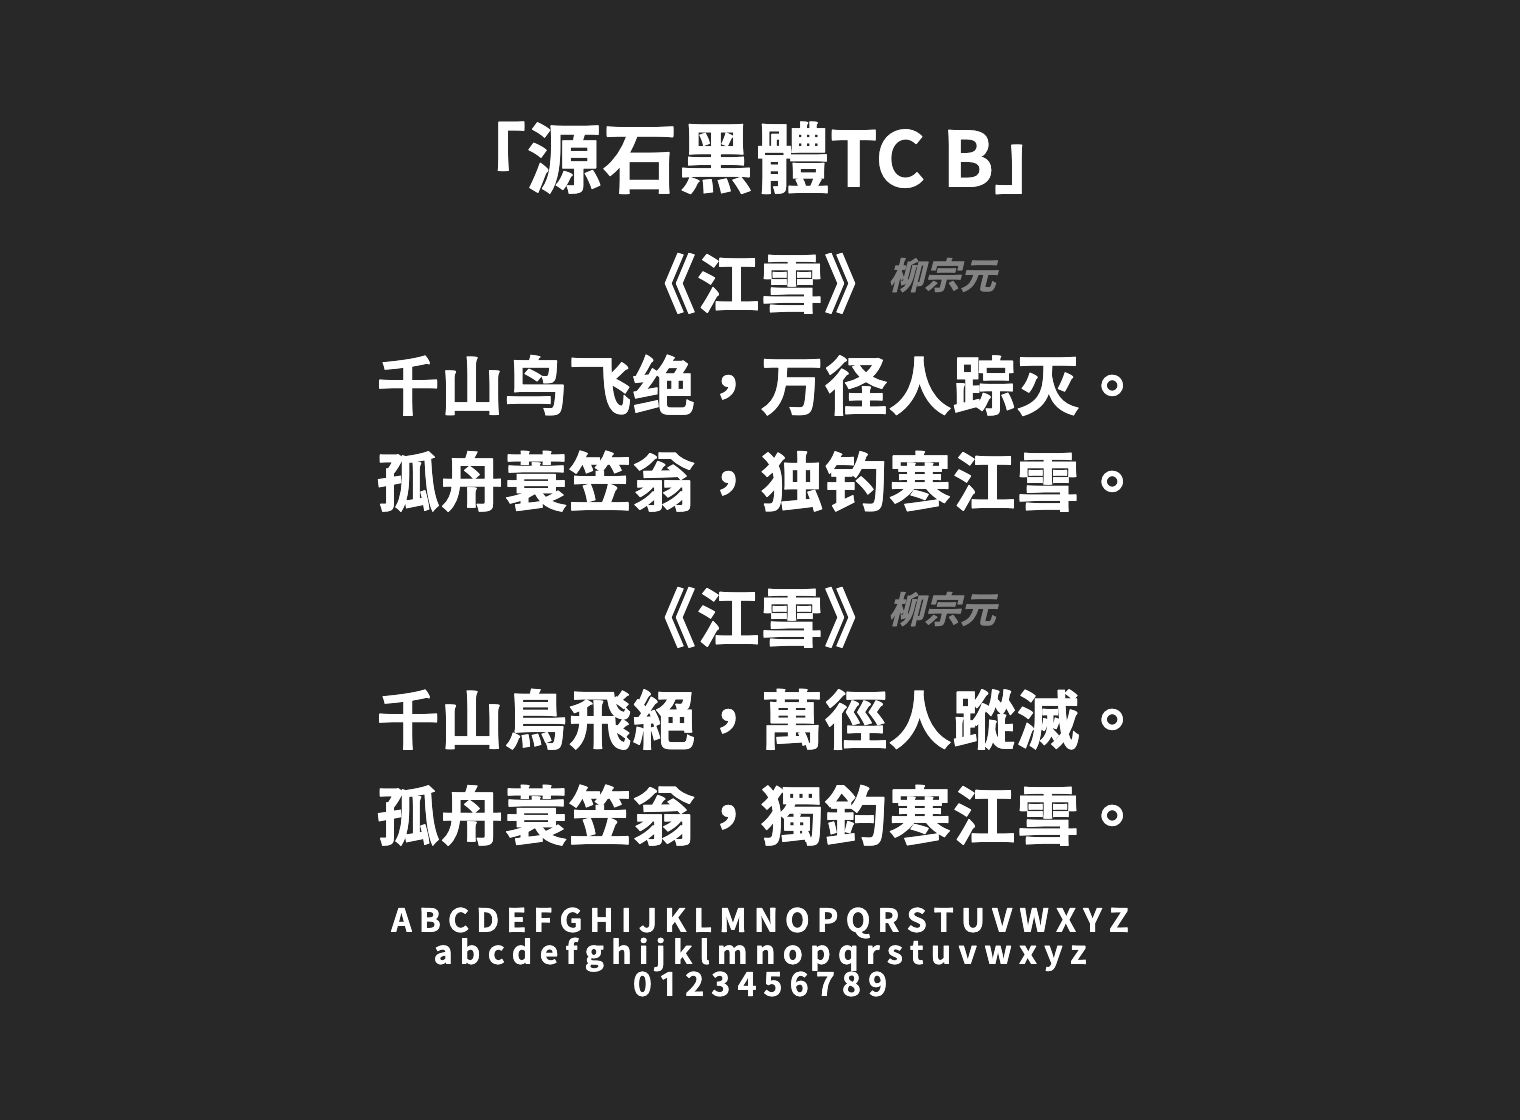 「源石黑體TC B」
《江雪》 柳宗元
千山鸟飞绝，万径人踪灭。
孤舟蓑笠翁，独钓寒江雪。
《江雪》 柳宗元
千山鳥飛絕，萬徑人蹤滅。
孤舟蓑笠翁，獨釣寒江雪。
ABCDEFGHIJKLMNOPQRSTUVWXYZ
abcdefghijklmnopqrstuvwxyz
0123456789